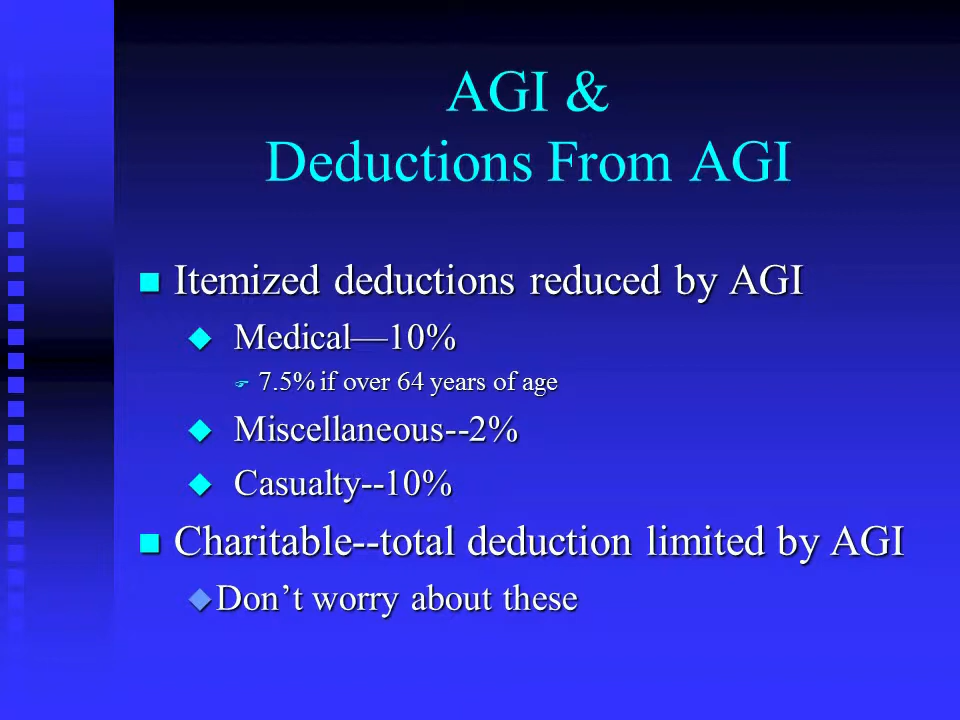 AGI &
Deductions From AGI
Itemized deductions reduced by AGI
Medical—10%
7.5% if over 64 years of age
Miscellaneous--2%
Casualty--10%
Charitable--total deduction limited by AGI
Don’t worry about these